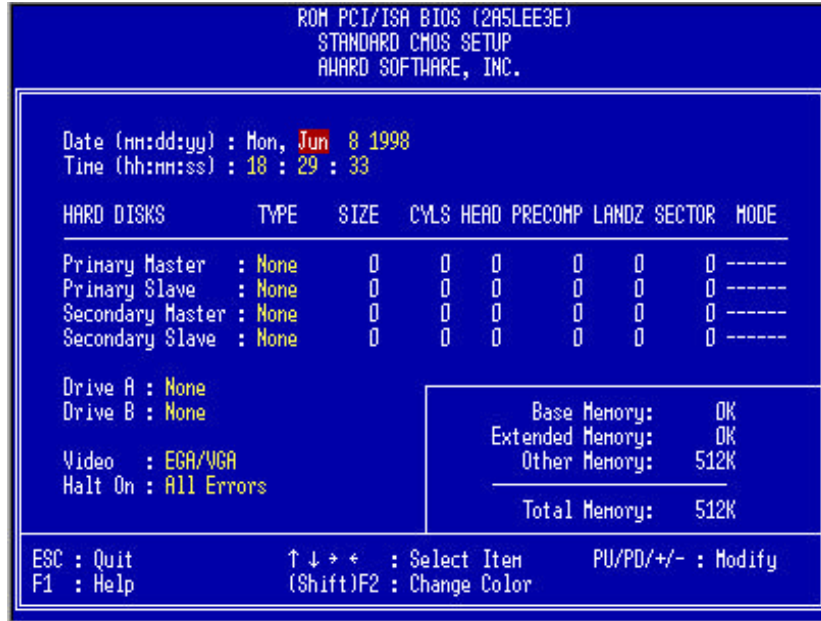 ROM PCI/ISA BIOS (2A5LEE3E)
STANDARD CMOS SETUP
AWARD SOFTWARE, INC.
Date (mm:dd:yy) : Mon, Jun 8 1998
Time (hh:mm:ss) : 18 : 29 : 33
HARD DISKS TYPE SIZE CYLS HEAD PRECOMP LANDZ SECTOR MODE
Primary Master : None 0 0 0 0 0 0 ------
Primary Slave : None 0 0 0 0 0 0 ------
Secondary Master : None 0 0 0 0 0 0 ------
Secondary Slave : None 0 0 0 0 0 0 ------
Drive A : None
Drive B : None
Video : EGA/VGA
Halt On : All Errors
Base Memory: 0K
Extended Memory: 0K
Other Memory: 512K
Total Memory: 512K
ESC : Quit ↑ ↓ → ← : Select Item PU/PD/+/- : Modify
F1 : Help (Shift)F2 : Change Color